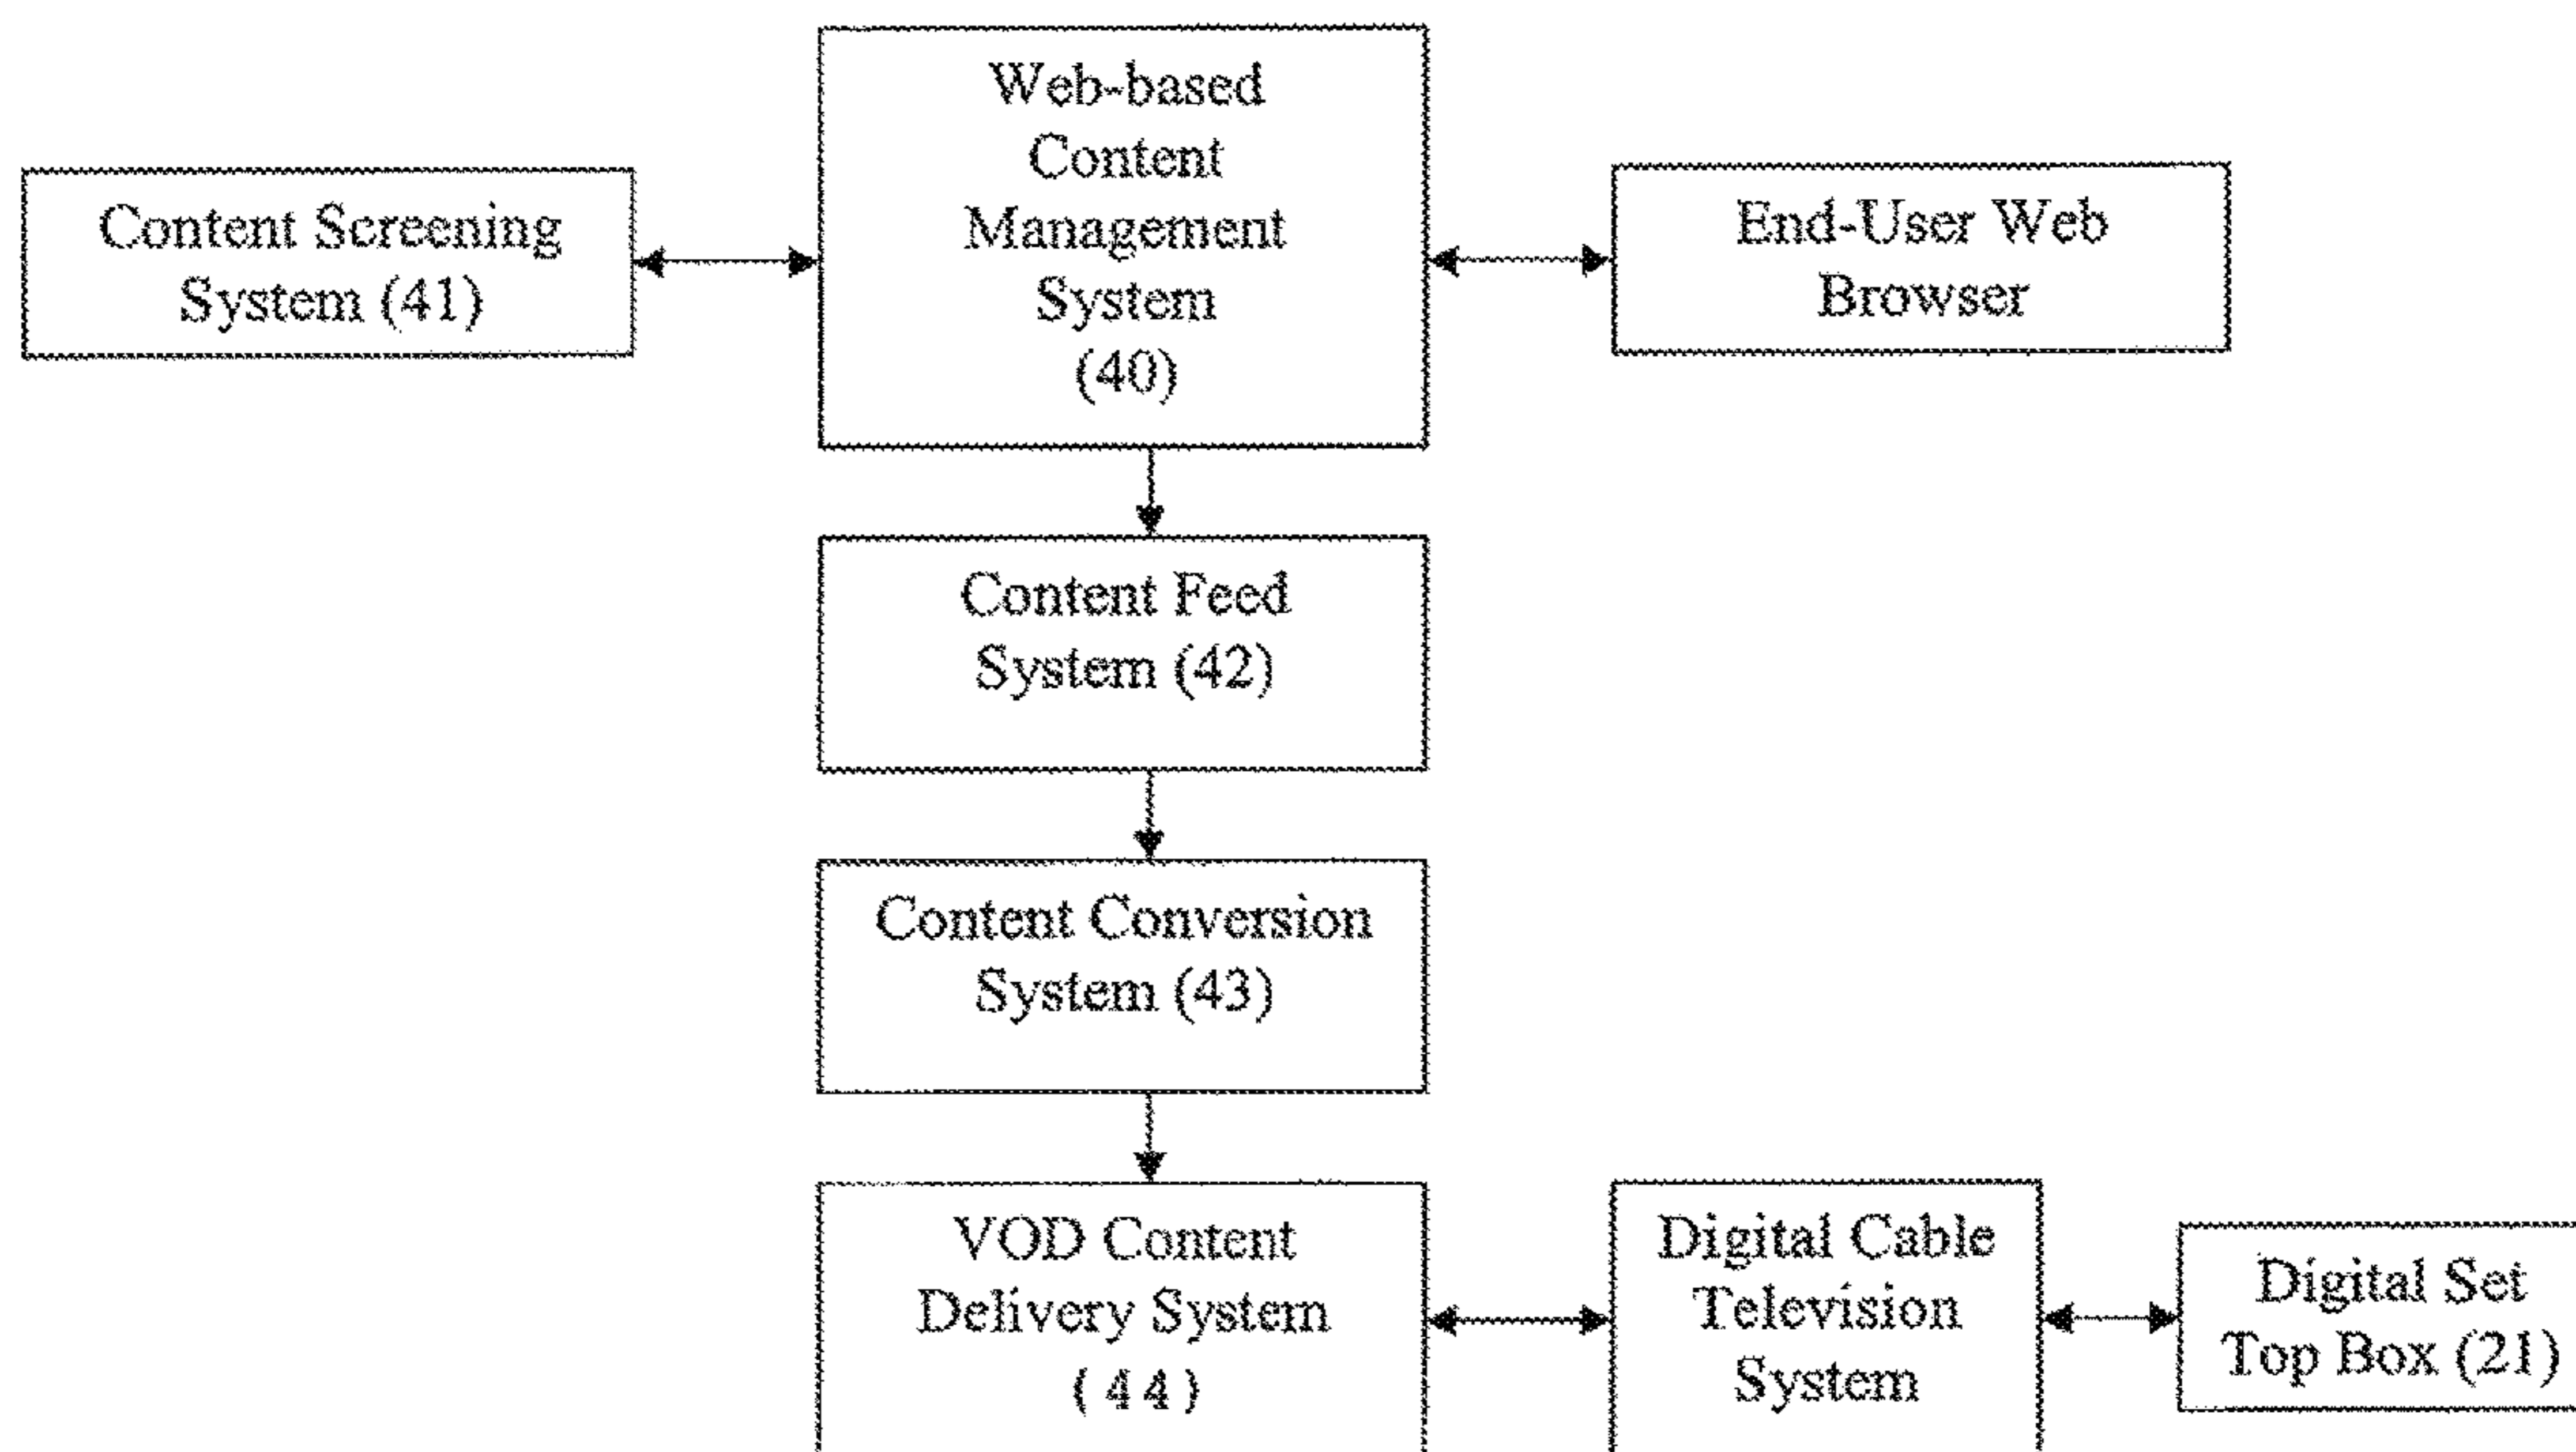 Web-based
Content
Management
System
(40)
Content Screening
System (41)
End-User Web
Browser
Content Feed
System (42)
Content Conversion
System (43)
VOD Content
Delivery System
(44)
Digital Cable
Television
System
Digital Set
Top Box (21)